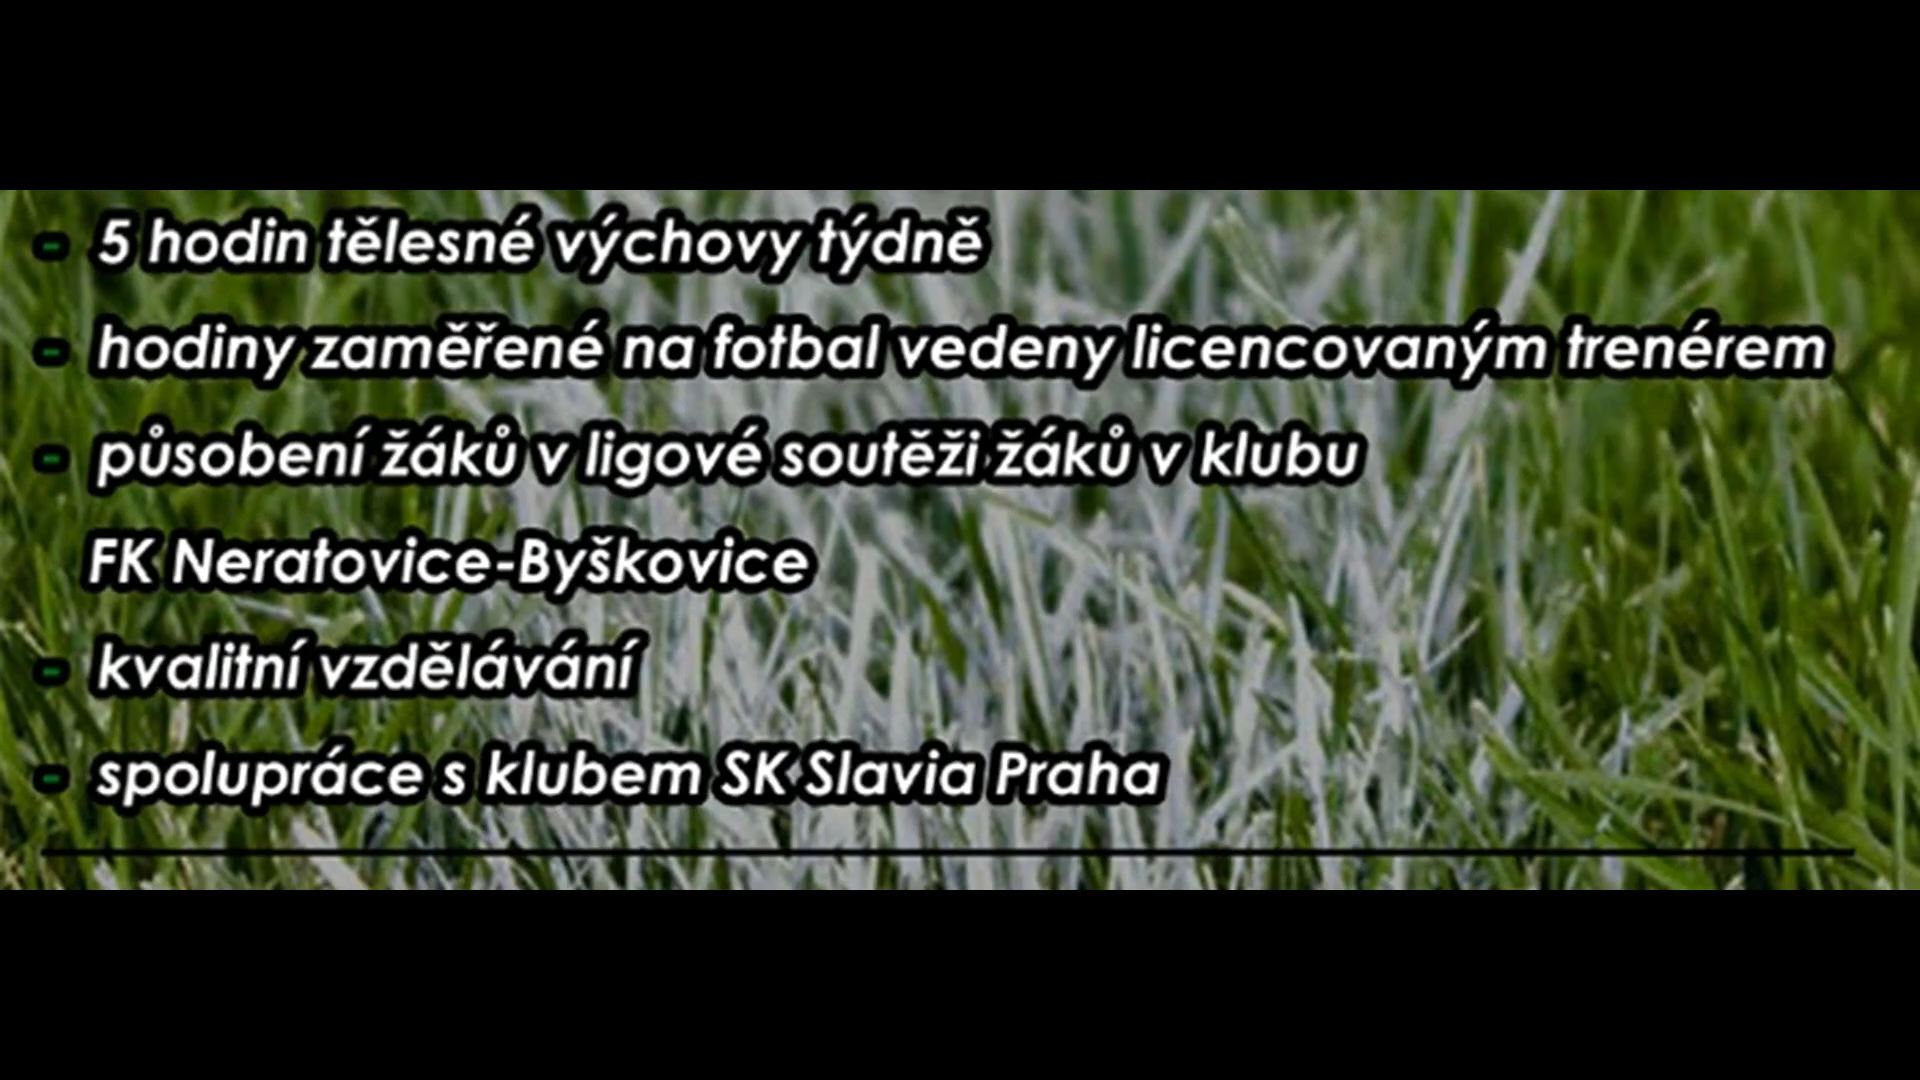 - 5 hodin tělesné výchovy týdně
- hodiny zaměřené na fotbal vedeny licencovaným trenérem
- působení žáků v ligové soutěži žáků v klubu
FK Neratovice-Byškovice
- kvalitní vzdělávání
- spolupráce s klubem SK Slavia Praha